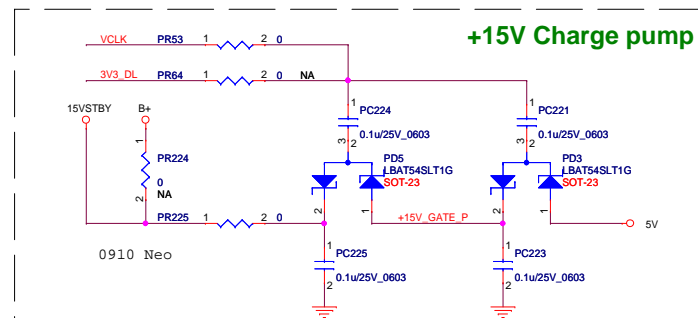 +15V Charge pump
VCLK PR53 1 2 0
3V3_DL PR64 1 2 0 NA
15VSTBY B+
1 PC224 1 PC221
0.1u/25V_0603 0.1u/25V_0603
1 3 2 3 2
PR224 PD5 PD3
LBAT54SLT1G LBAT54SLT1G
0 SOT-23 SOT-23
NA
2 2 1 2 1
PR225 1 2 0 +15V_GATE_P 5V
0910 Neo
1 PC225 1 PC223
0.1u/25V_0603 0.1u/25V_0603
2 2